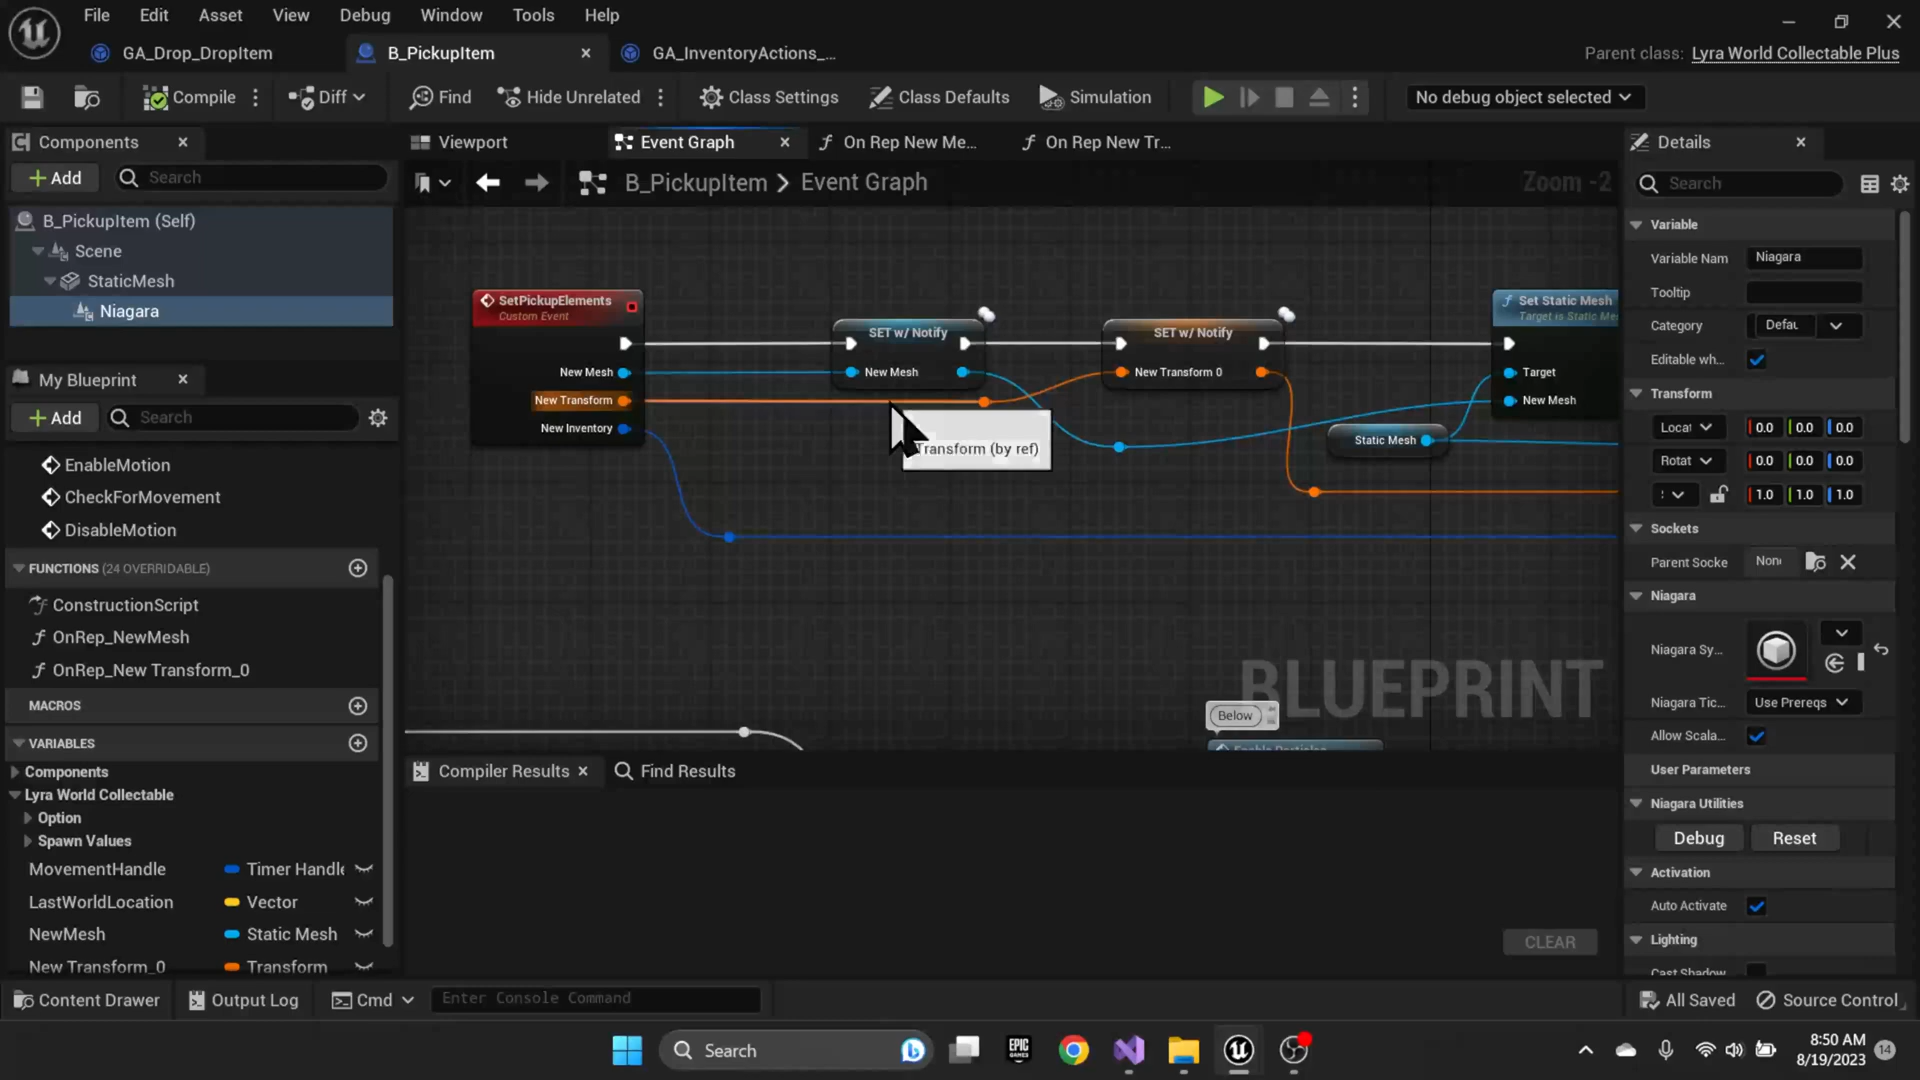 File Edit Asset View Debug Window Tools Help
GA_Drop_DropItem B_PickupItem GA_InventoryActions_...
Parent class: Lyra World Collectable Plus
Compile Diff Find Hide Unrelated Class Settings Class Defaults Simulation No debug object selected
Components
Add Search
B_PickupItem (Self)
Scene
StaticMesh
Niagara
My Blueprint
Add Search
EnableMotion
CheckForMovement
DisableMotion
FUNCTIONS (24 OVERRIDABLE)
ConstructionScript
OnRep_NewMesh
OnRep_New Transform_0
MACROS
VARIABLES
Components
Lyra World Collectable
Option
Spawn Values
MovementHandle Timer Handle
LastWorldLocation Vector
NewMesh Static Mesh
New Transform_0 Transform
Viewport Event Graph On Rep New Me... On Rep New Tr...
B_PickupItem > Event Graph
Zoom -2
SetPickupElements
Custom Event
New Mesh
New Transform
New Inventory
SET w/ Notify
New Mesh
SET w/ Notify
New Transform 0
Transform (by ref)
Static Mesh
Set Static Mesh
Target is Static Me
Target
New Mesh
BLUEPRINT
Below
Enable Particles
Compiler Results Find Results
CLEAR
Details
Search
Variable
Variable Nam Niagara
Tooltip
Category Defau
Editable wh...
Transform
Locat 0.0 0.0 0.0
Rotat 0.0 0.0 0.0
1.0 1.0 1.0
Sockets
Parent Socke None
Niagara
Niagara Sy...
Niagara Tic... Use Prereqs
Allow Scala...
User Parameters
Niagara Utilities
Debug Reset
Activation
Auto Activate
Lighting
Cast Shadow
Content Drawer Output Log Cmd Enter Console Command All Saved Source Control
Search
EPIC GAMES
8:50 AM
8/19/2023
14